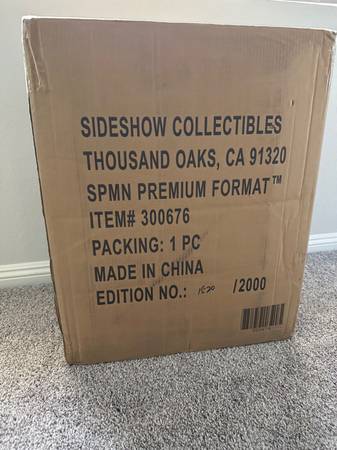 SIDESHOW COLLECTIBLES
THOUSAND OAKS, CA 91320
SPMN PREMIUM FORMAT™
ITEM# 300676
PACKING: 1 PC
MADE IN CHINA
EDITION NO.: /2000